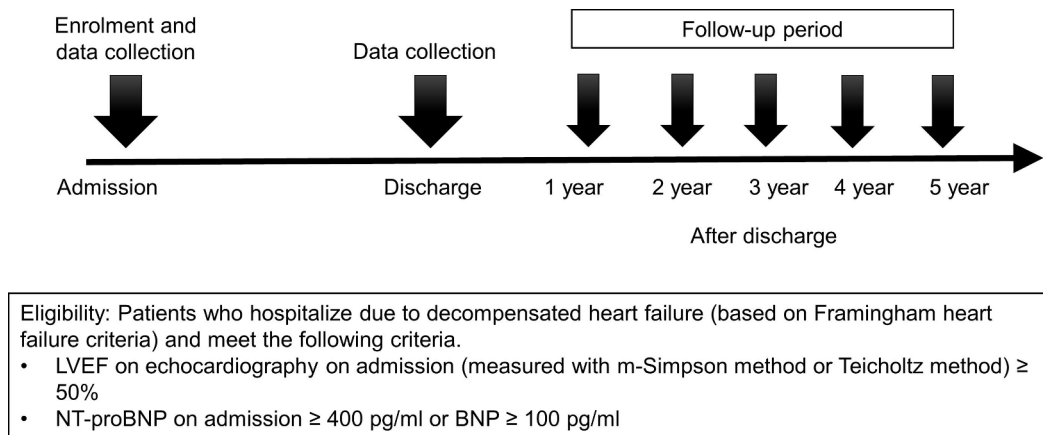 Enrolment and
data collection
Data collection
Follow-up period
Admission
Discharge
1 year
2 year
3 year
4 year
5 year
After discharge
Eligibility: Patients who hospitalize due to decompensated heart failure (based on Framingham heart
failure criteria) and meet the following criteria.
• LVEF on echocardiography on admission (measured with m-Simpson method or Teicholtz method) ≥
50%
• NT-proBNP on admission ≥ 400 pg/ml or BNP ≥ 100 pg/ml